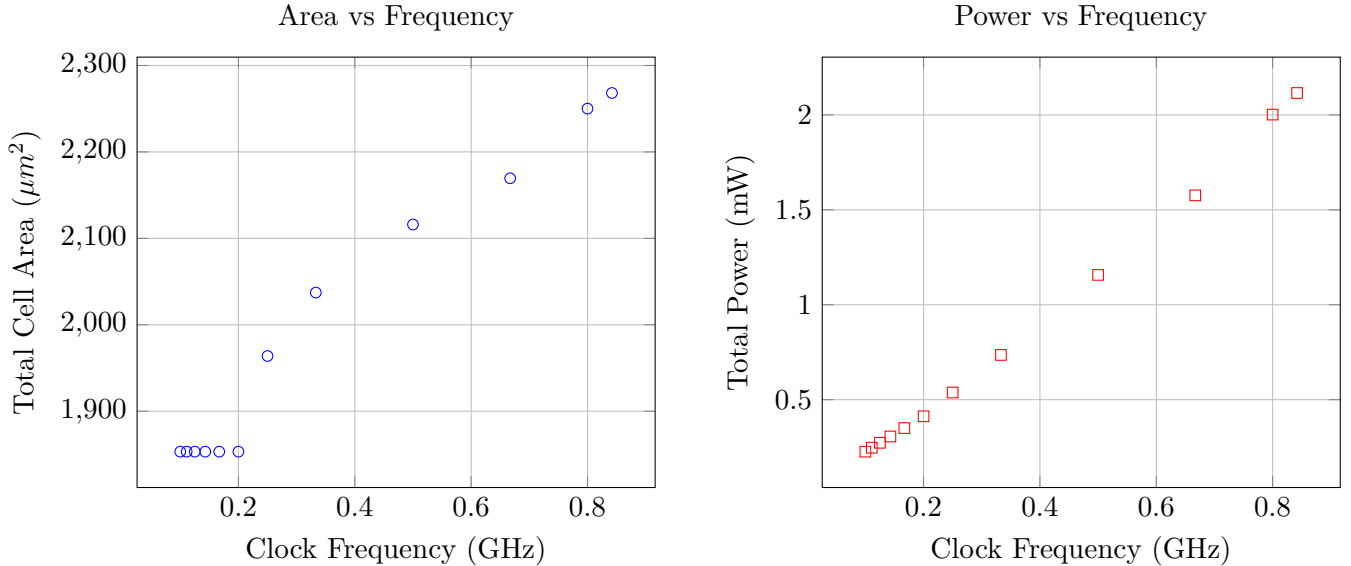 Area vs Frequency
2,300
2,200
2,100
2,000
1,900
Total Cell Area (μm²)
0.2 0.4 0.6 0.8
Clock Frequency (GHz)
Power vs Frequency
2
1.5
1
0.5
Total Power (mW)
0.2 0.4 0.6 0.8
Clock Frequency (GHz)